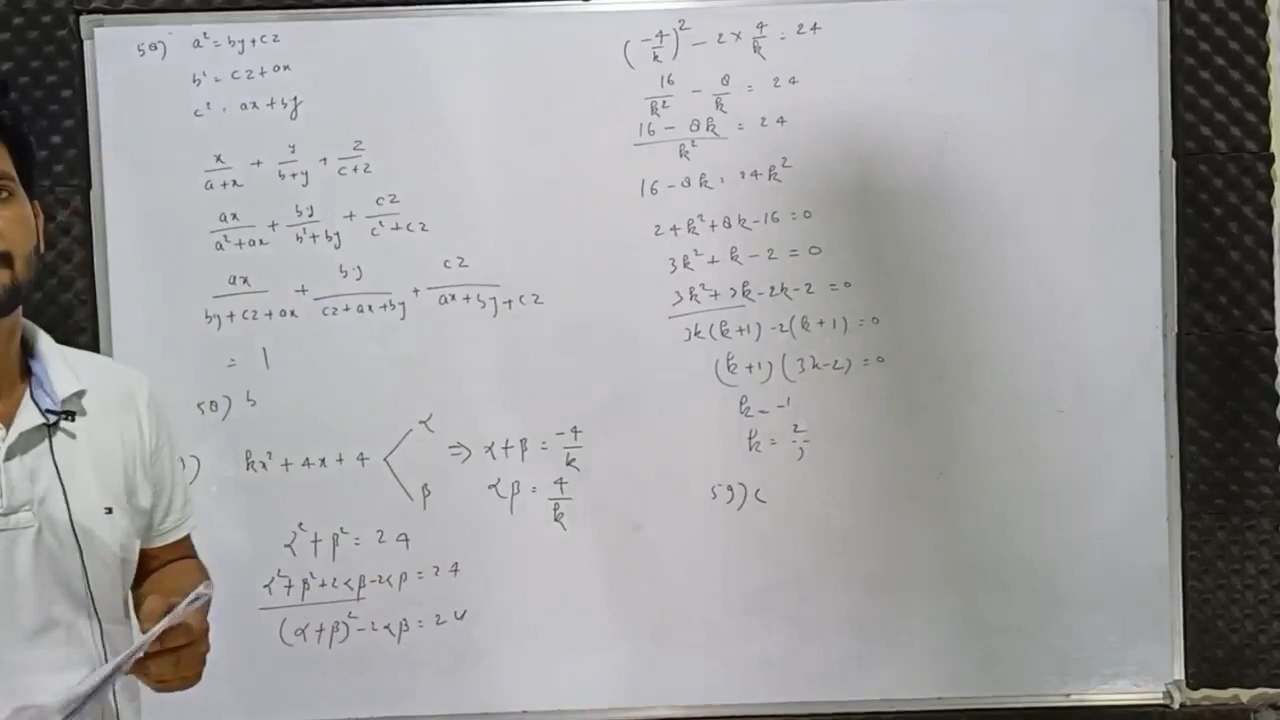 58) a² = by + cz
b² = cz + ax
c² = ax + by
x/(a+x) + y/(b+y) + z/(c+z)
ax/(a²+ax) + by/(b²+by) + cz/(c²+cz)
ax/(by+cz+ax) + by/(cz+ax+by) + cz/(ax+by+cz)
= 1
58) b
) kx² + 4x + 4 < α β ⇒ α+β = -4/k
αβ = 4/k
α² + β² = 24
α² + β² + 2αβ - 2αβ = 24
(α+β)² - 2αβ = 24
(-4/k)² - 2 × 4/k = 24
16/k² - 8/k = 24
(16 - 8k)/k² = 24
16 - 8k = 24k²
24k² + 8k - 16 = 0
3k² + k - 2 = 0
3k² + 3k - 2k - 2 = 0
3k(k+1) - 2(k+1) = 0
(k+1)(3k-2) = 0
k = -1
k = 2/3
59) c